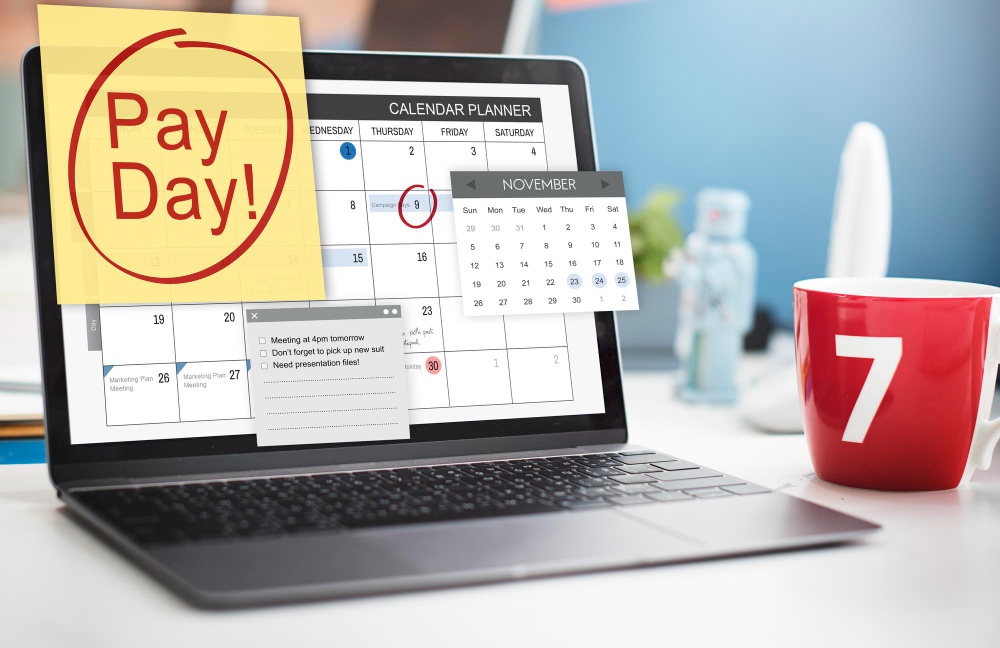 Pay
Day!
CALENDAR PLANNER
TUESDAY WEDNESDAY THURSDAY FRIDAY SATURDAY
1 2 3 4
7 8 Campaign Days 9
12 14 15 16
19 20 23
Marketing Plan Meeting 26 Marketing Plan Meeting 27 Holiday 30 1 2
Day
NOVEMBER
Sun Mon Tue Wed Thu Fri Sat
29 30 31 1 2 3 4
5 6 7 8 9 10 11
12 13 14 15 16 17 18
19 20 21 22 23 24 25
26 27 28 29 30 1 2
Meeting at 4pm tomorrow
Don't forget to pick up new suit
Need presentation files!
7